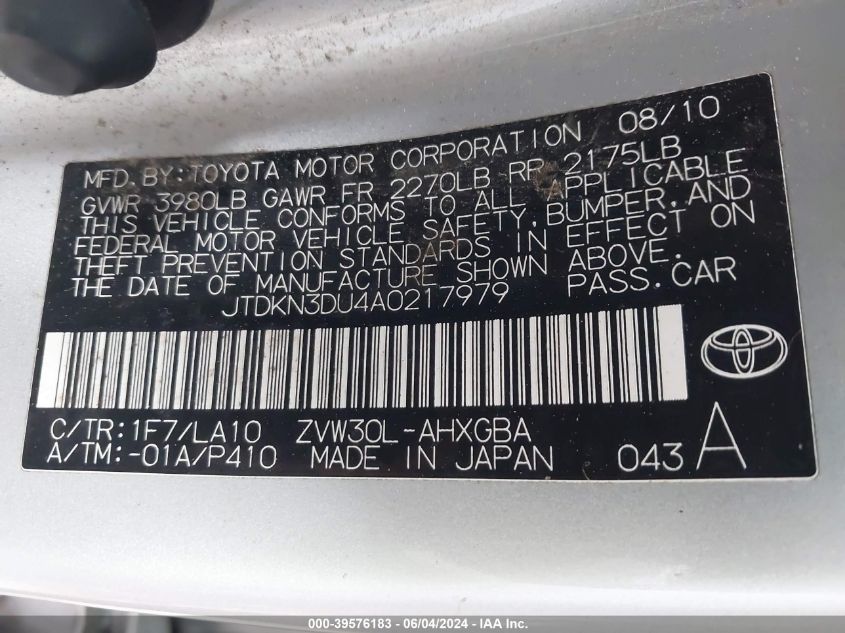 MFD. BY: TOYOTA MOTOR CORPORATION 08/10
GVWR 3980LB GAWR FR 2270LB RR 2175LB
THIS VEHICLE CONFORMS TO ALL APPLICABLE
FEDERAL MOTOR VEHICLE SAFETY, BUMPER, AND
THEFT PREVENTION STANDARDS IN EFFECT ON
THE DATE OF MANUFACTURE SHOWN ABOVE.
JTDKN3DU4A0217979 PASS. CAR
C/TR: 1F7/LA10 ZVW30L-AHXGBA
A/TM: -01A/P410 MADE IN JAPAN 043 A
000-39576183 - 06/04/2024 - IAA Inc.